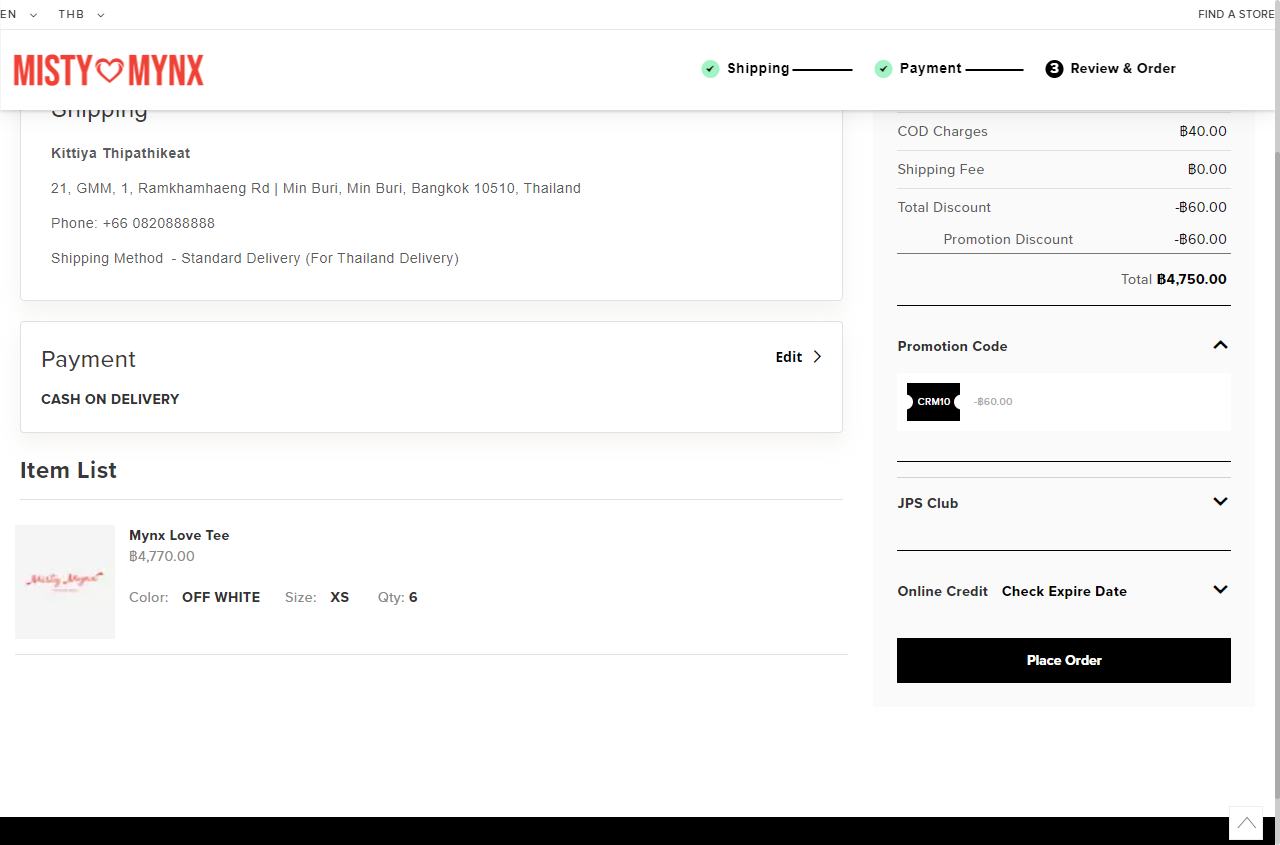 EN THB FIND A STORE
MISTY MYNX
Shipping Payment 3 Review & Order
Shipping
Kittiya Thipathikeat
21, GMM, 1, Ramkhamhaeng Rd | Min Buri, Min Buri, Bangkok 10510, Thailand
Phone: +66 0820888888
Shipping Method - Standard Delivery (For Thailand Delivery)
Payment Edit
CASH ON DELIVERY
Item List
Misty Mynx
Mynx Love Tee
฿4,770.00
Color: OFF WHITE Size: XS Qty: 6
COD Charges ฿40.00
Shipping Fee ฿0.00
Total Discount -฿60.00
Promotion Discount -฿60.00
Total ฿4,750.00
Promotion Code
CRM10 -฿60.00
JPS Club
Online Credit Check Expire Date
Place Order